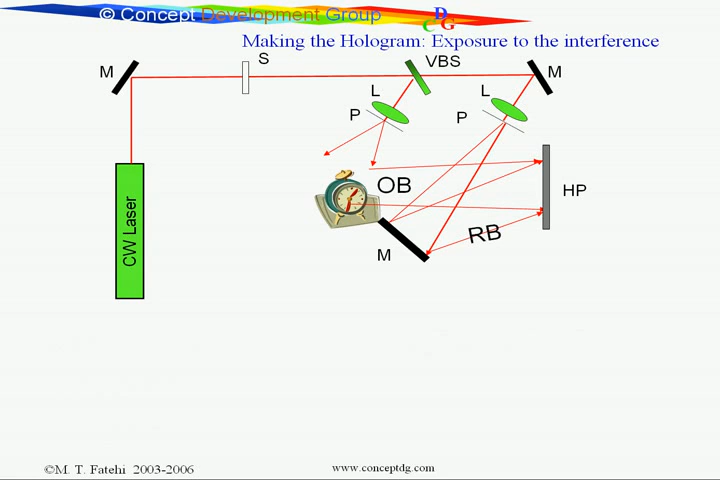 © Concept Development Group
CDG
Making the Hologram: Exposure to the interference
M
S
VBS
M
L
P
L
P
CW Laser
OB
HP
RB
M
©M. T. Fatehi 2003-2006
www.conceptdg.com